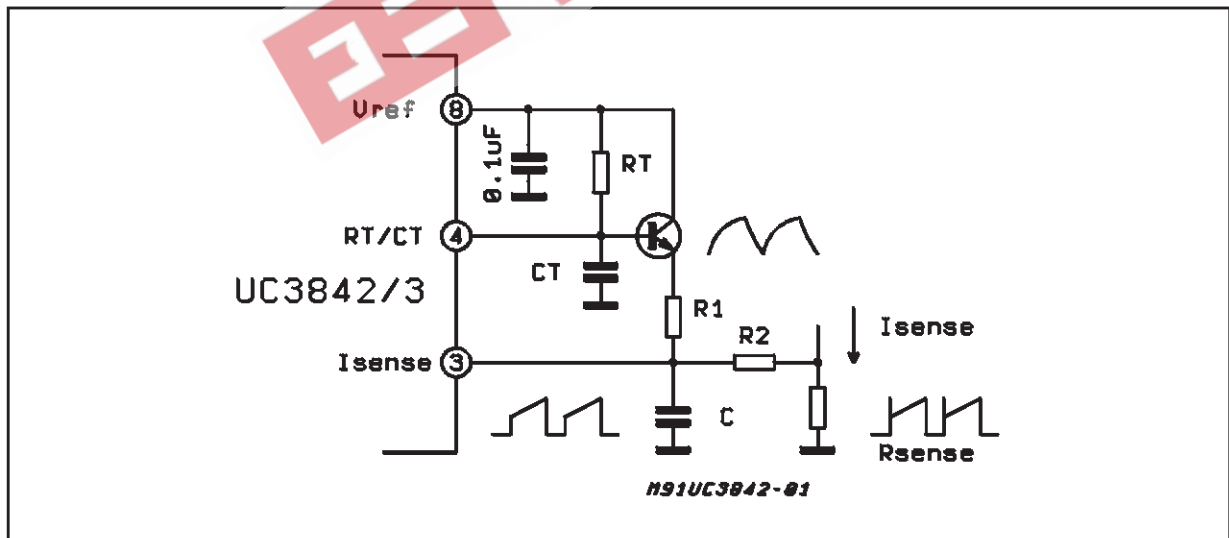 Vref
8
0.1uF
RT
RT/CT
4
CT
UC3842/3
R1
R2
Isense
Isense
3
C
Rsense
M91UC3842-01